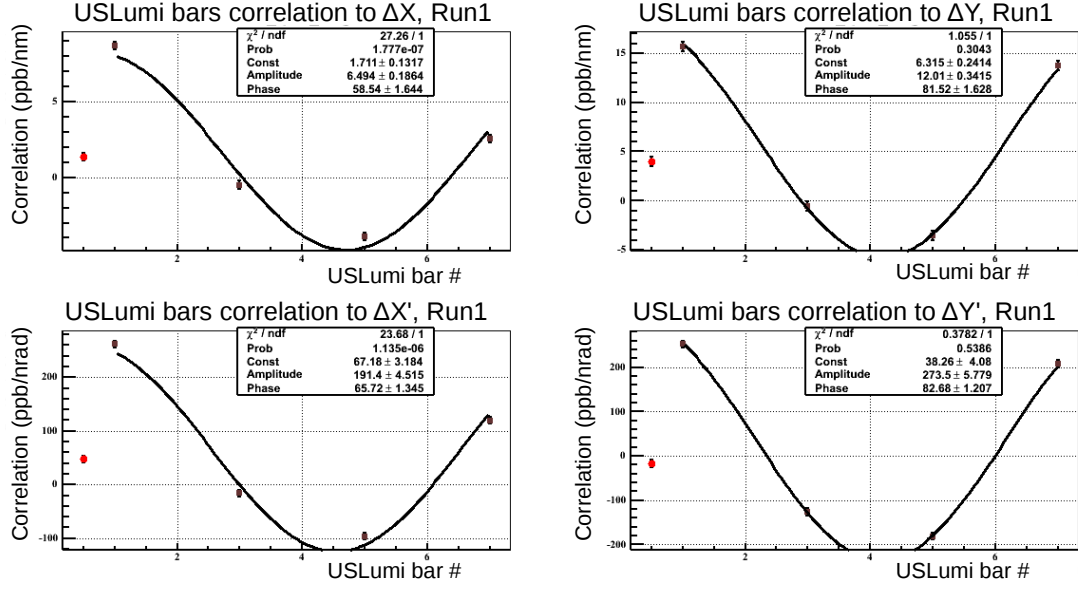 USLumi bars correlation to ΔX, Run1
χ² / ndf 27.26 / 1
Prob 1.777e-07
Const 1.711 ± 0.1317
Amplitude 6.494 ± 0.1864
Phase 58.54 ± 1.644
Correlation (ppb/nm)
5
0
2 4 6
USLumi bar #
USLumi bars correlation to ΔY, Run1
χ² / ndf 1.055 / 1
Prob 0.3043
Const 6.315 ± 0.2414
Amplitude 12.01 ± 0.3415
Phase 81.52 ± 1.628
Correlation (ppb/nm)
15
10
5
0
-5
2 4 6
USLumi bar #
USLumi bars correlation to ΔX', Run1
χ² / ndf 23.68 / 1
Prob 1.135e-06
Const 67.18 ± 3.184
Amplitude 191.4 ± 4.515
Phase 65.72 ± 1.345
Correlation (ppb/nrad)
200
100
0
-100
2 4 6
USLumi bar #
USLumi bars correlation to ΔY', Run1
χ² / ndf 0.3782 / 1
Prob 0.5386
Const 38.26 ± 4.08
Amplitude 273.5 ± 5.779
Phase 82.68 ± 1.207
Correlation (ppb/nrad)
200
100
0
-100
-200
2 4 6
USLumi bar #